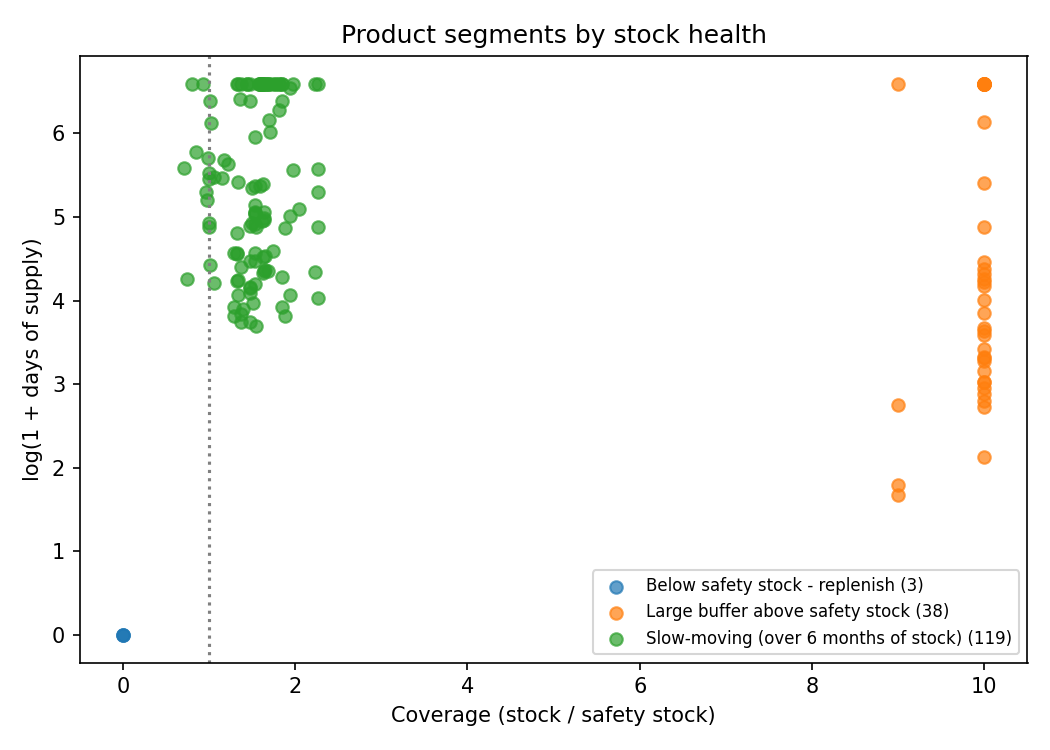 Product segments by stock health
log(1 + days of supply)
6
5
4
3
2
1
0
0 2 4 6 8 10
Coverage (stock / safety stock)
Below safety stock - replenish (3)
Large buffer above safety stock (38)
Slow-moving (over 6 months of stock) (119)